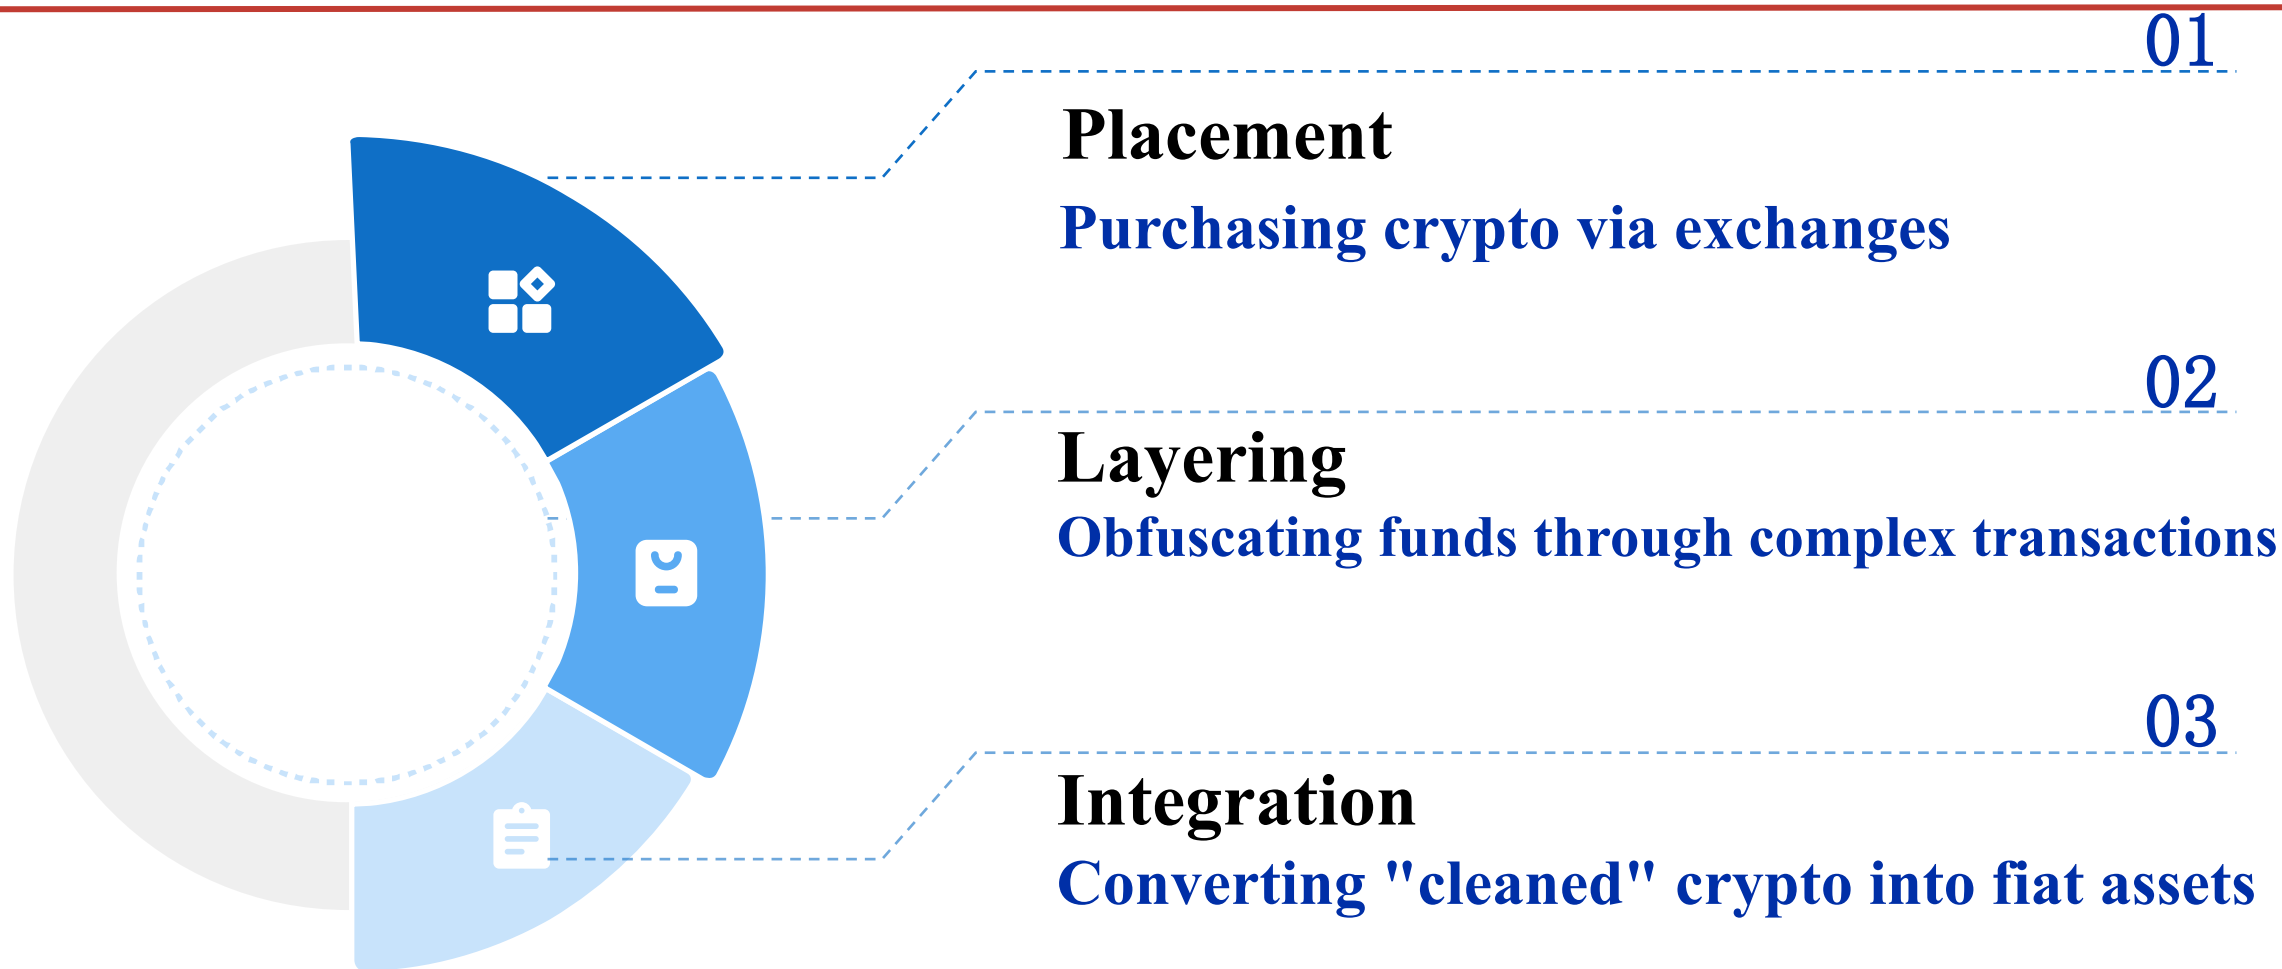 01
Placement
Purchasing crypto via exchanges
02
Layering
Obfuscating funds through complex transactions
03
Integration
Converting "cleaned" crypto into fiat assets